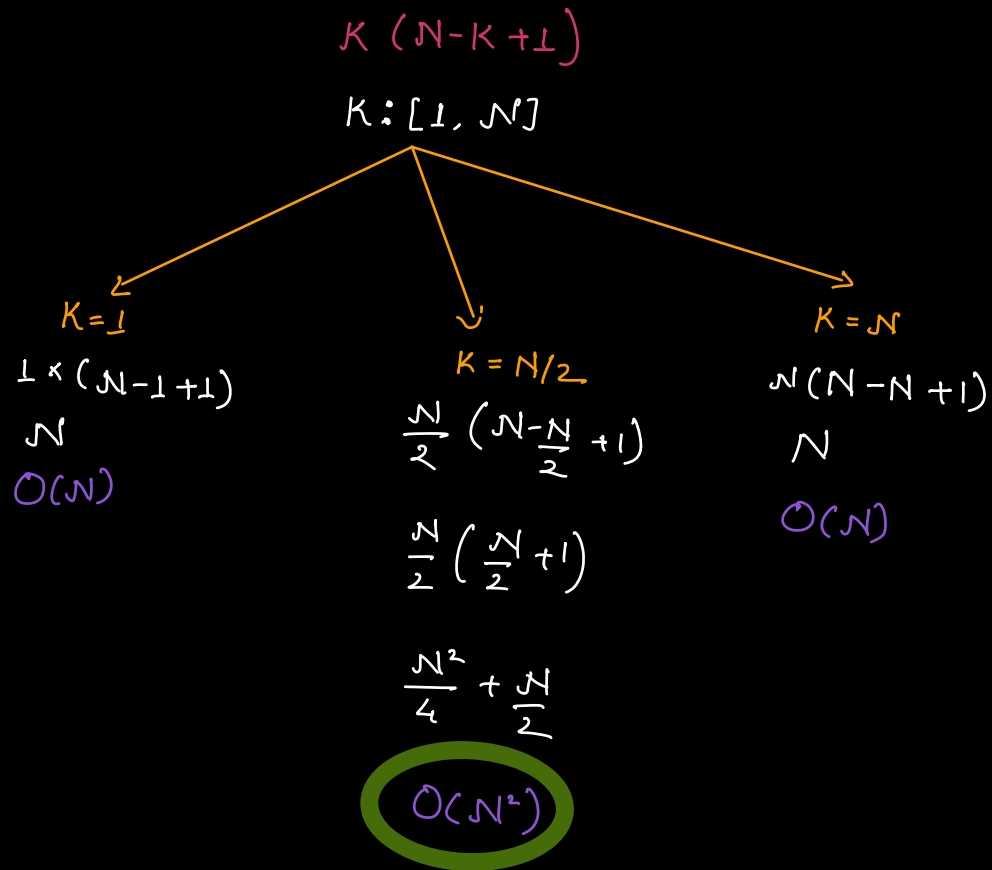 K (N-K+1)
K:[1, N]
K=1
1 × (N-1+1)
N
O(N)
K = N/2
N/2 (N-N/2+1)
N/2 (N/2+1)
N²/4 + N/2
O(N²)
K = N
N(N-N+1)
N
O(N)